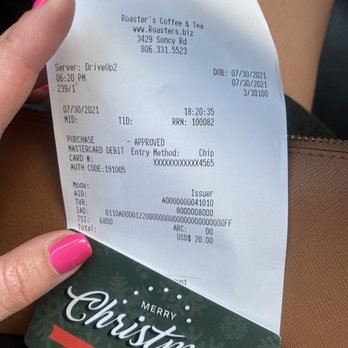 Roaster's Coffee & Tea
www.Roasters.biz
3429 Soncy Rd
806.331.5523
Server: DriveUp2 DOB: 07/30/2021
06:20 PM 07/30/2021
239/1 3/30100
07/30/2021 18:20:35
MID: TID: RRN: 100082
PURCHASE - APPROVED
MASTERCARD DEBIT Entry Method: Chip
CARD #: XXXXXXXXXXXX4565
AUTH CODE:191005
Mode: Issuer
AID: A0000000041010
TVR: 8000008000
IAD:
TSI: 6800 ARC: 00
Total: USD$ 20.00
MERRY
Christm